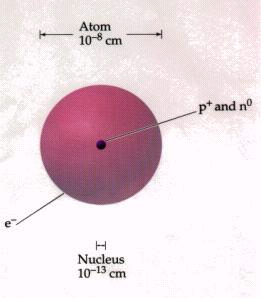 Atom
10⁻⁸ cm
p⁺ and n⁰
e⁻
Nucleus
10⁻¹³ cm